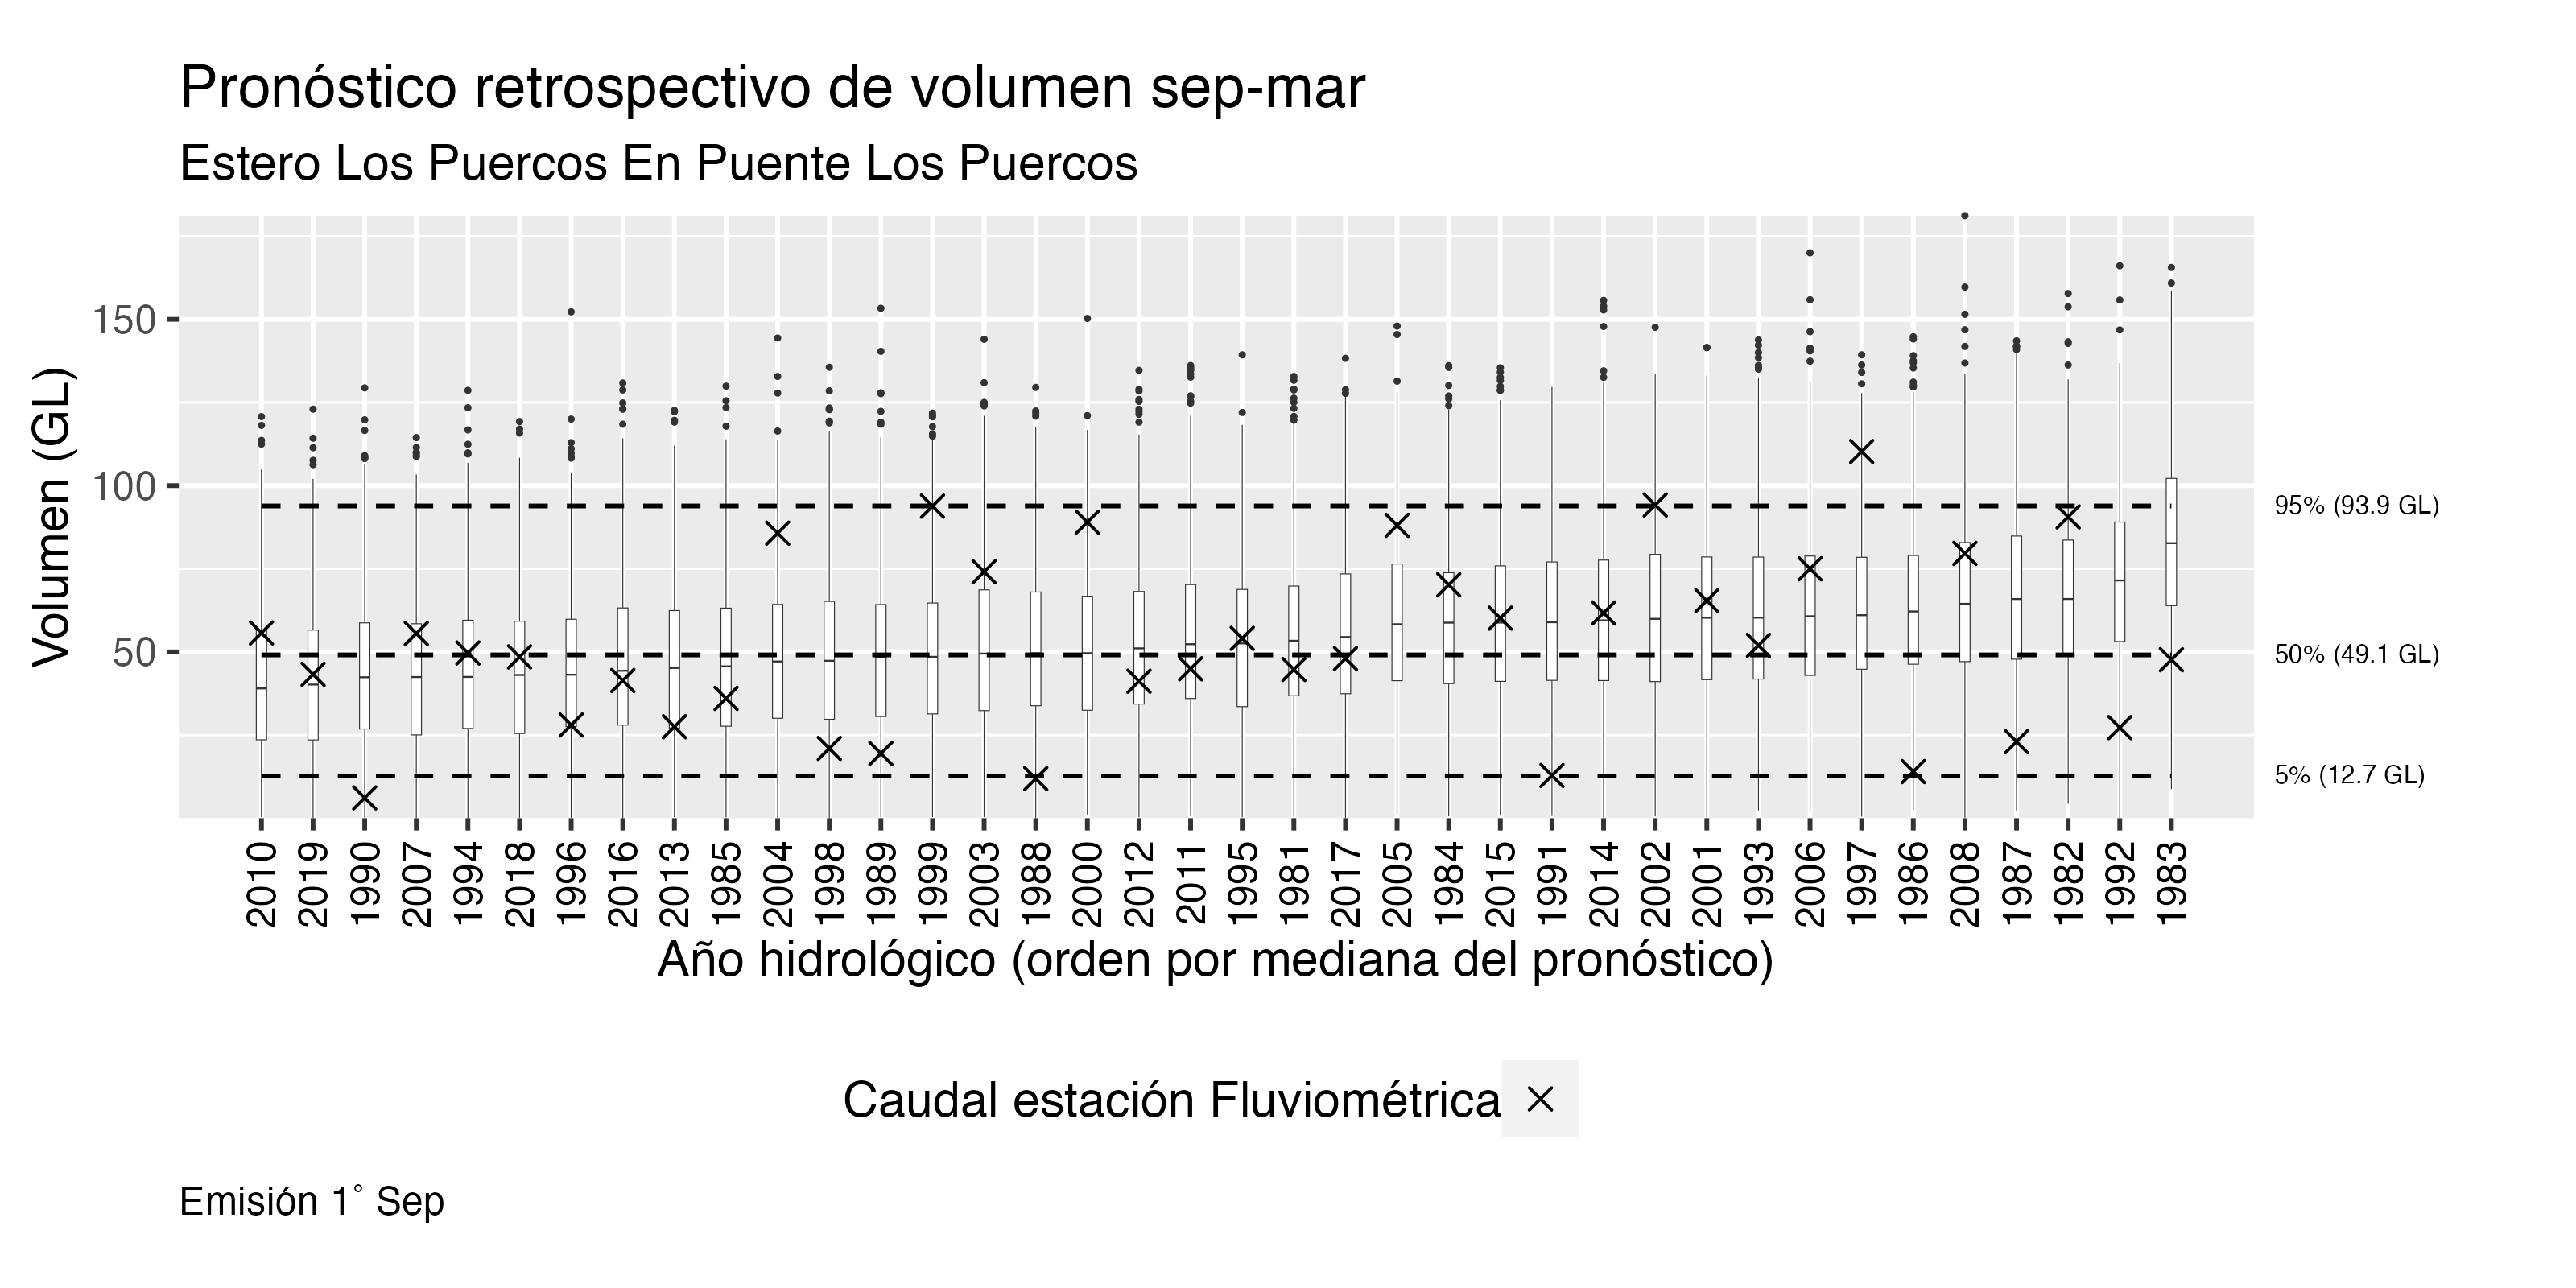 Pronóstico retrospectivo de volumen sep-mar
Estero Los Puercos En Puente Los Puercos
Volumen (GL)
150
100
50
95% (93.9 GL)
50% (49.1 GL)
5% (12.7 GL)
2010 2019 1990 2007 1994 2018 1996 2016 2013 1985 2004 1998 1989 1999 2003 1988 2000 2012 2011 1995 1981 2017 2005 1984 2015 1991 2014 2002 2001 1993 2006 1997 1986 2008 1987 1982 1992 1983
Año hidrológico (orden por mediana del pronóstico)
Caudal estación Fluviométrica
Emisión 1° Sep